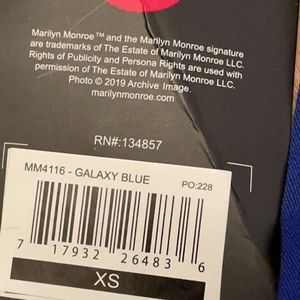 Marilyn Monroe™ and the Marilyn Monroe signature
are trademarks of The Estate of Marilyn Monroe LLC.
Rights of Publicity and Persona Rights are used with
permission of The Estate of Marilyn Monroe LLC.
Photo © 2019 Archive Image.
marilynmonroe.com
RN#:134857
MM4116 - GALAXY BLUE PO:228
7 17932 26483 6
XS